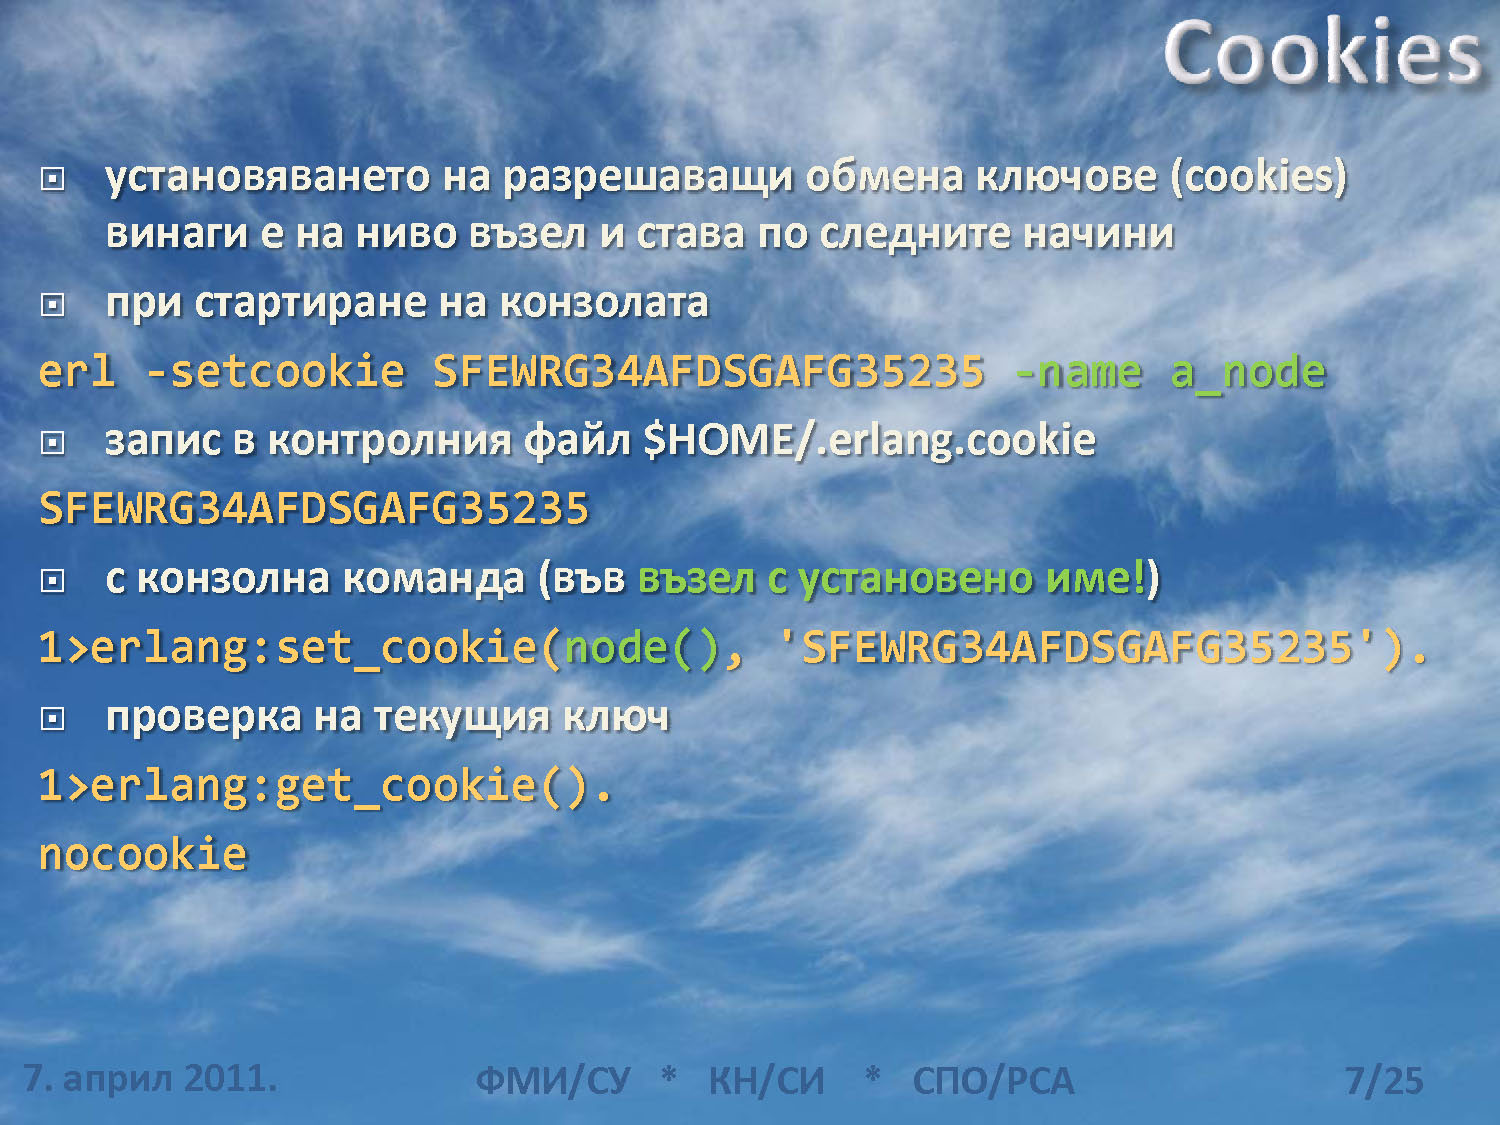 Cookies
установяването на разрешаващи обмена ключове (cookies)
винаги е на ниво възел и става по следните начини
при стартиране на конзолата
erl -setcookie SFEWRG34AFDSGAFG35235 -name a_node
запис в контролния файл $HOME/.erlang.cookie
SFEWRG34AFDSGAFG35235
с конзолна команда (във възел с установено име!)
1>erlang:set_cookie(node(), 'SFEWRG34AFDSGAFG35235').
проверка на текущия ключ
1>erlang:get_cookie().
nocookie
7. април 2011. ФМИ/СУ * КН/СИ * СПО/РСА 7/25